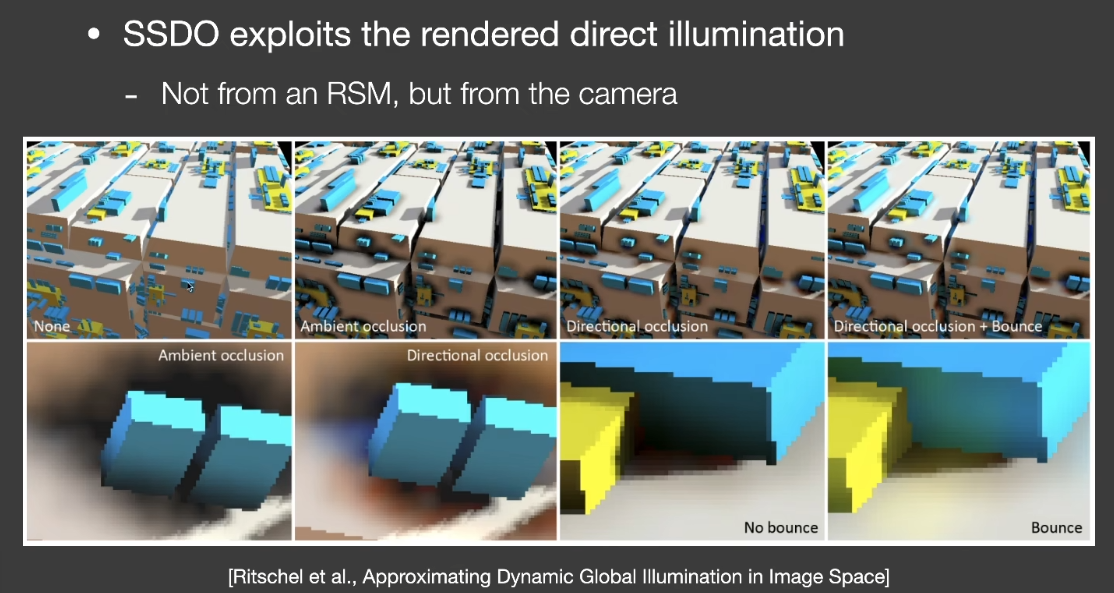 • SSDO exploits the rendered direct illumination
- Not from an RSM, but from the camera
None
Ambient occlusion
Directional occlusion
Directional occlusion + Bounce
Ambient occlusion
Directional occlusion
No bounce
Bounce
[Ritschel et al., Approximating Dynamic Global Illumination in Image Space]